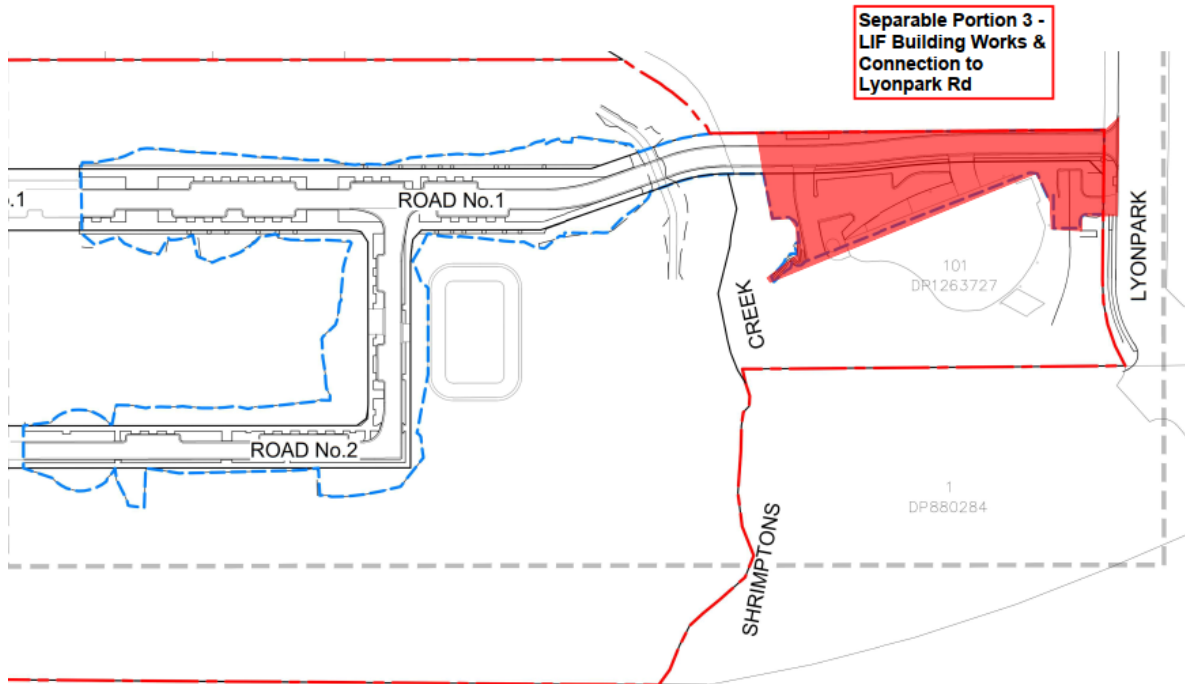 Separable Portion 3 -
LIF Building Works &
Connection to
Lyonpark Rd
.1
ROAD No.1
LYONPARK
101
DP1263727
CREEK
ROAD No.2
1
DP880284
SHRIMPTONS